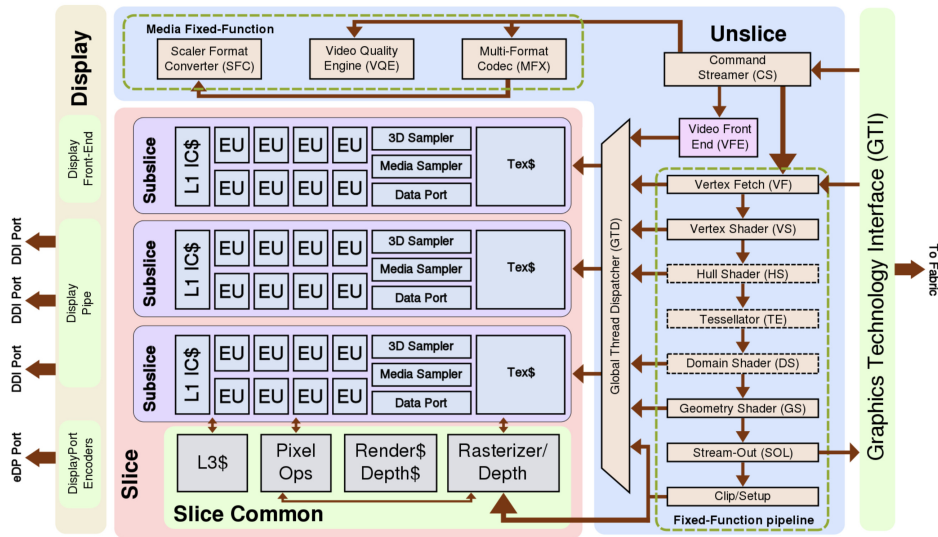 Display
Display
Front-End
DDI Port
DDI Port
DDI Port
Display
Pipe
eDP Port
DisplayPort
Encoders
Media Fixed-Function
Scaler Format
Converter (SFC)
Video Quality
Engine (VQE)
Multi-Format
Codec (MFX)
Unslice
Command
Streamer (CS)
Video Front
End (VFE)
Subslice
L1 IC$
EU EU EU EU
EU EU EU EU
3D Sampler
Media Sampler
Data Port
Tex$
Subslice
L1 IC$
EU EU EU EU
EU EU EU EU
3D Sampler
Media Sampler
Data Port
Tex$
Subslice
L1 IC$
EU EU EU EU
EU EU EU EU
3D Sampler
Media Sampler
Data Port
Tex$
Slice
L3$
Pixel
Ops
Render$
Depth$
Rasterizer/
Depth
Slice Common
Global Thread Dispatcher (GTD)
Vertex Fetch (VF)
Vertex Shader (VS)
Hull Shader (HS)
Tessellator (TE)
Domain Shader (DS)
Geometry Shader (GS)
Stream-Out (SOL)
Clip/Setup
Fixed-Function pipeline
Graphics Technology Interface (GTI)
To Fabric